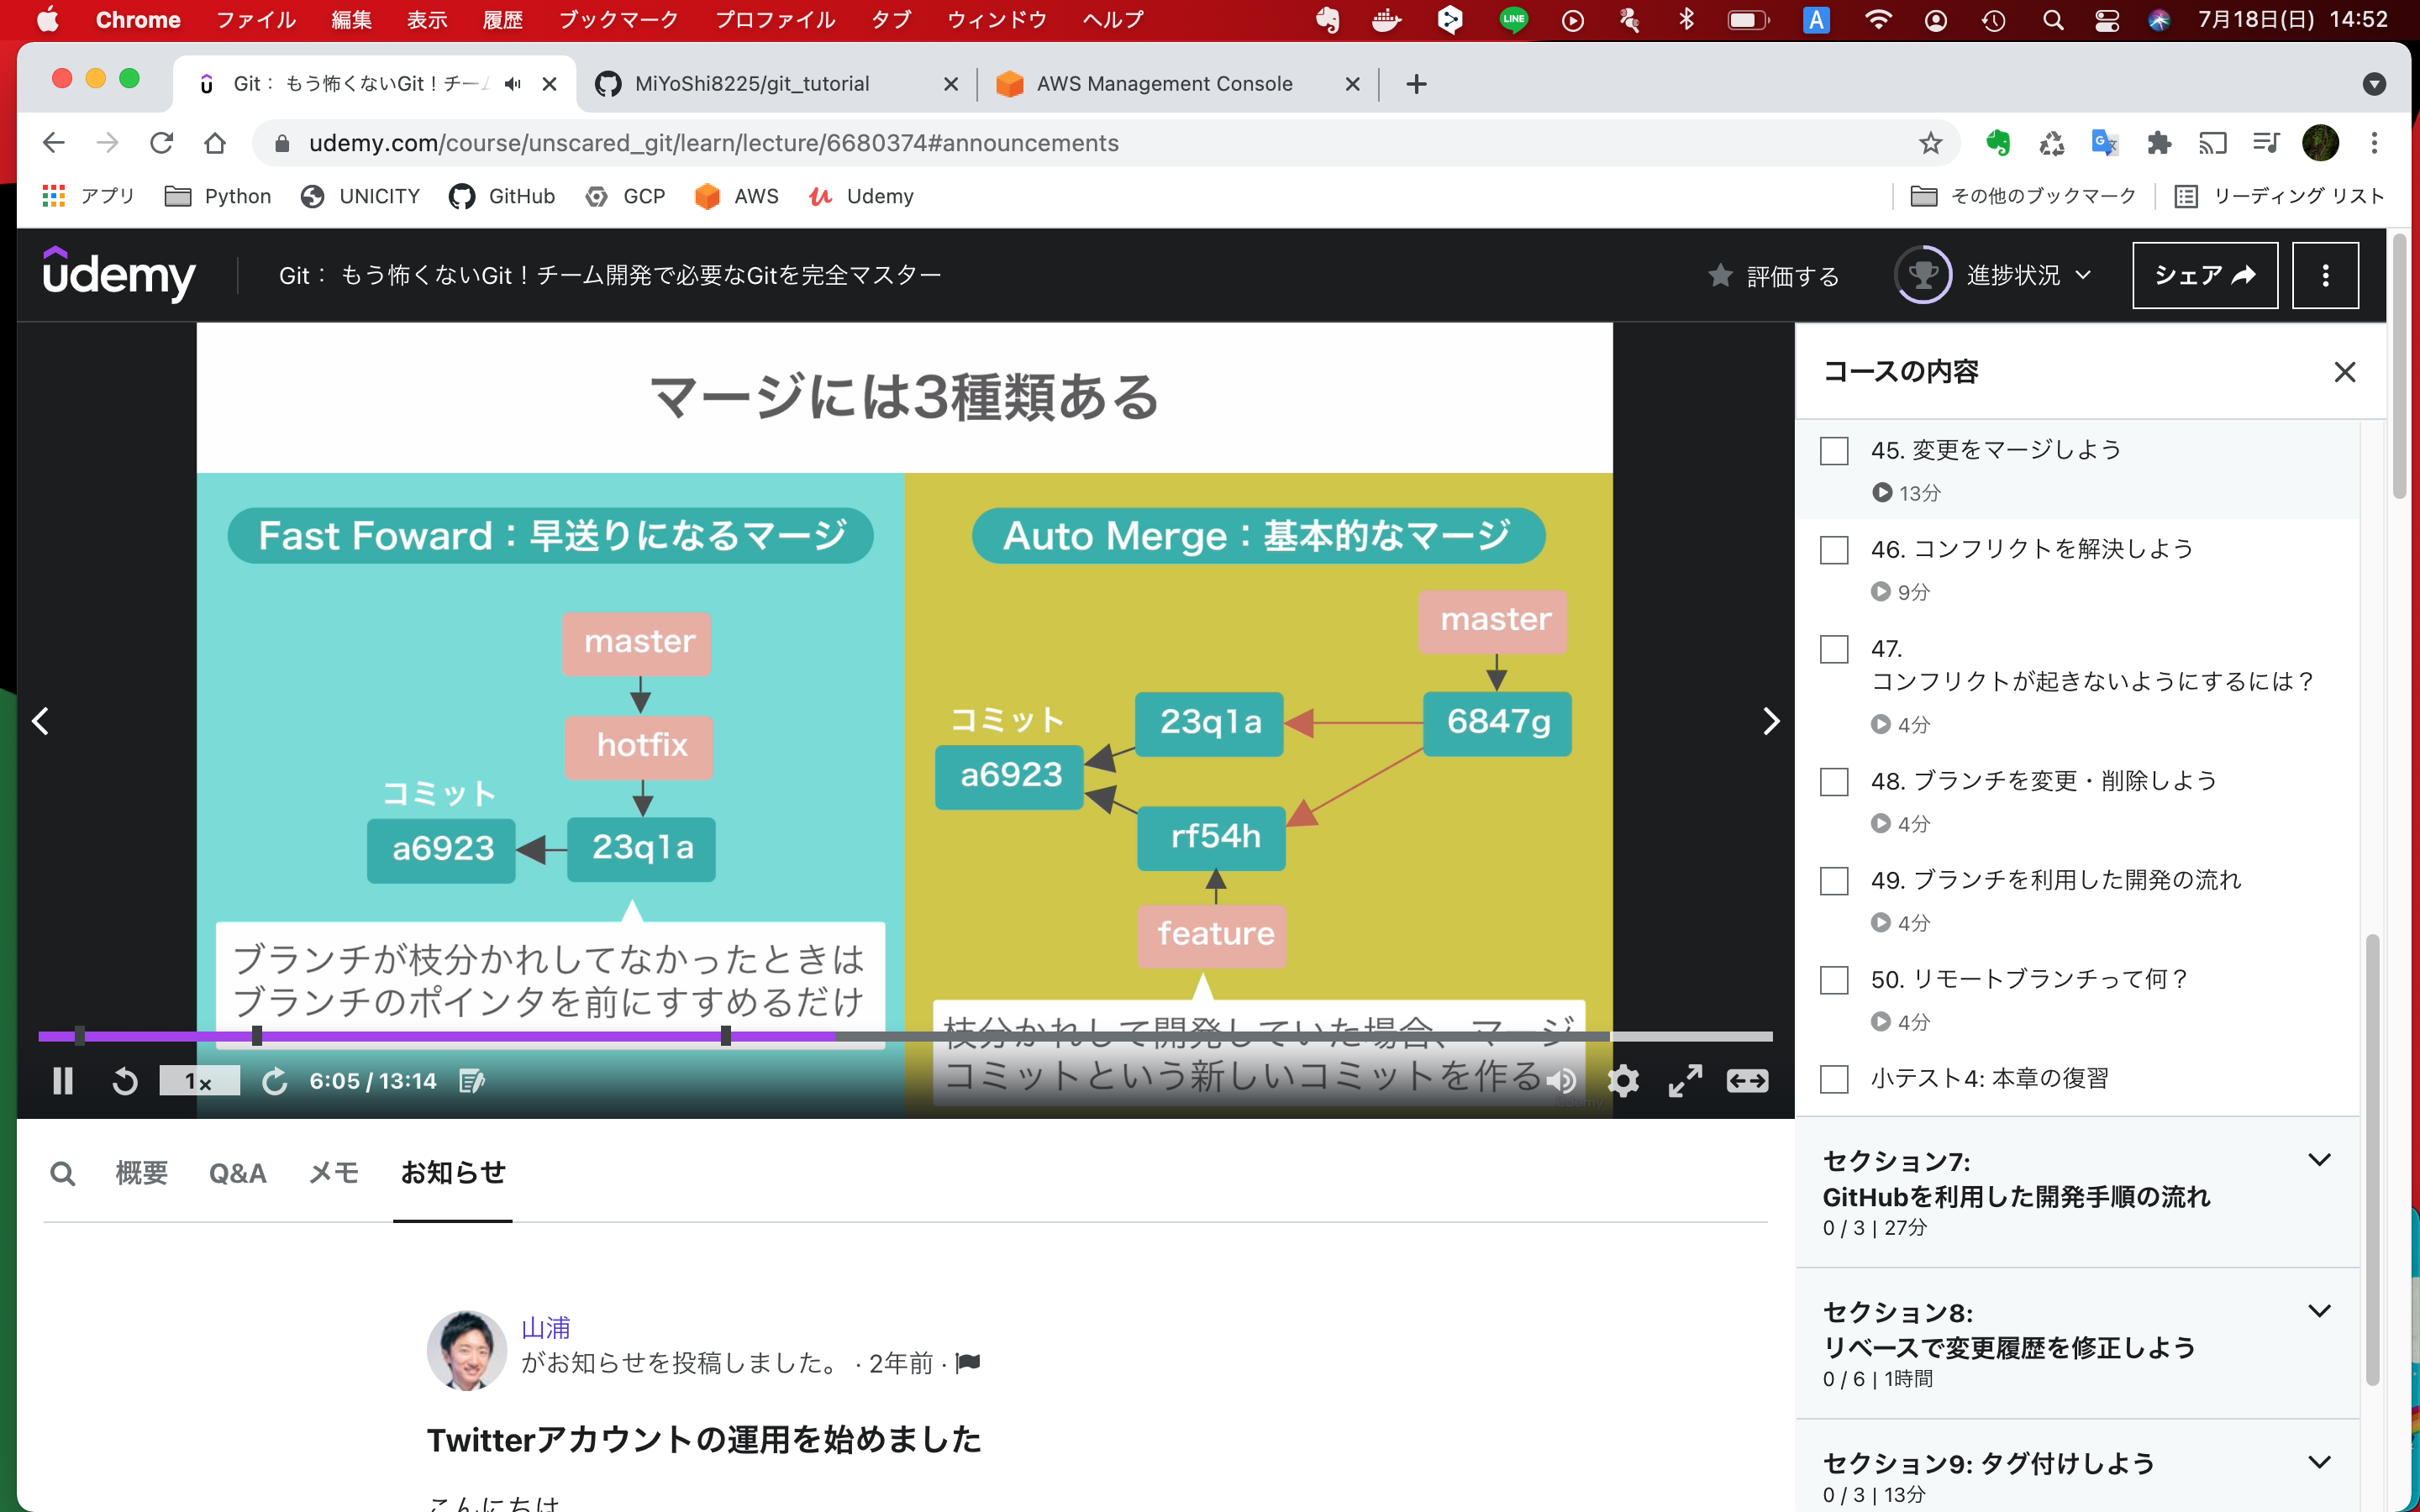 Chrome ファイル 編集 表示 履歴 ブックマーク プロファイル タブ ウィンドウ ヘルプ LINE A 7月18日(日) 14:52
Git： もう怖くないGit！チー
MiYoShi8225/git_tutorial
AWS Management Console
udemy.com/course/unscared_git/learn/lecture/6680374#announcements
アプリ Python UNICITY GitHub GCP AWS Udemy その他のブックマーク リーディング リスト
udemy Git： もう怖くないGit！チーム開発で必要なGitを完全マスター 評価する 進捗状況 シェア
マージには3種類ある
Fast Foward：早送りになるマージ
master
hotfix
コミット
a6923
23q1a
ブランチが枝分かれしてなかったときは
ブランチのポインタを前にすすめるだけ
Auto Merge：基本的なマージ
master
コミット
23q1a
6847g
a6923
rf54h
feature
枝分かれして開発していた場合、マージ
コミットという新しいコミットを作る
1x 6:05 / 13:14
コースの内容
45. 変更をマージしよう
13分
46. コンフリクトを解決しよう
9分
47.
コンフリクトが起きないようにするには？
4分
48. ブランチを変更・削除しよう
4分
49. ブランチを利用した開発の流れ
4分
50. リモートブランチって何？
4分
小テスト4: 本章の復習
セクション7:
GitHubを利用した開発手順の流れ
0 / 3 | 27分
セクション8:
リベースで変更履歴を修正しよう
0 / 6 | 1時間
セクション9: タグ付けしよう
0 / 3 | 13分
概要 Q&A メモ お知らせ
山浦
がお知らせを投稿しました。 · 2年前 ·
Twitterアカウントの運用を始めました
こんにちは